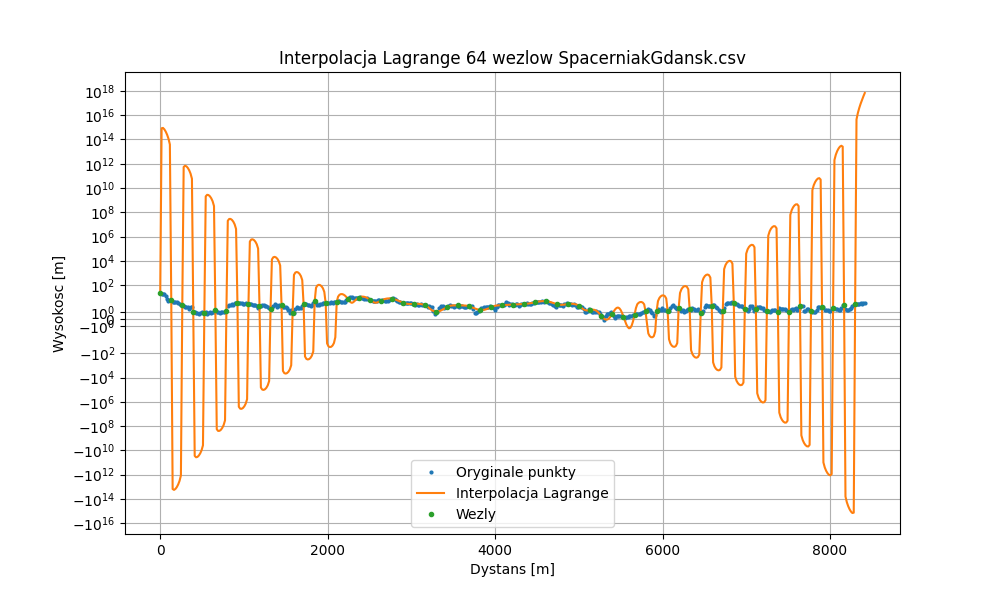 Interpolacja Lagrange 64 wezlow SpacerniakGdansk.csv
Wysokosc [m]
10^18
10^16
10^14
10^12
10^10
10^8
10^6
10^4
10^2
10^0
0
−10^0
−10^2
−10^4
−10^6
−10^8
−10^10
−10^12
−10^14
−10^16
Oryginale punkty
Interpolacja Lagrange
Wezly
0 2000 4000 6000 8000
Dystans [m]